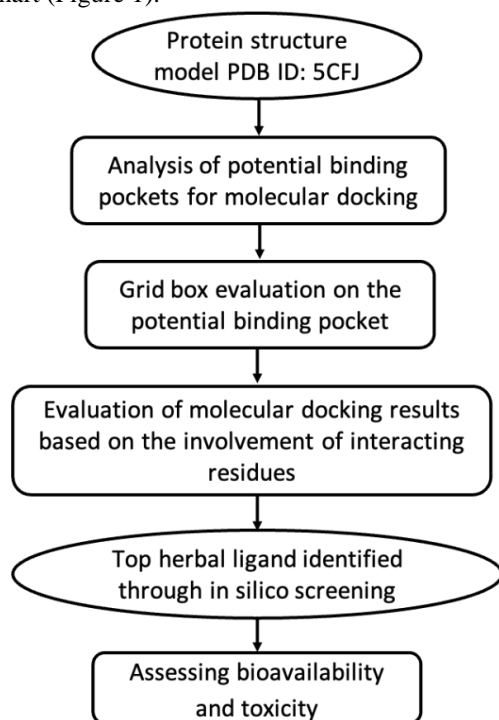 hart (Figure 1).
Protein structure
model PDB ID: 5CFJ
Analysis of potential binding
pockets for molecular docking
Grid box evaluation on the
potential binding pocket
Evaluation of molecular docking results
based on the involvement of interacting
residues
Top herbal ligand identified
through in silico screening
Assessing bioavailability
and toxicity